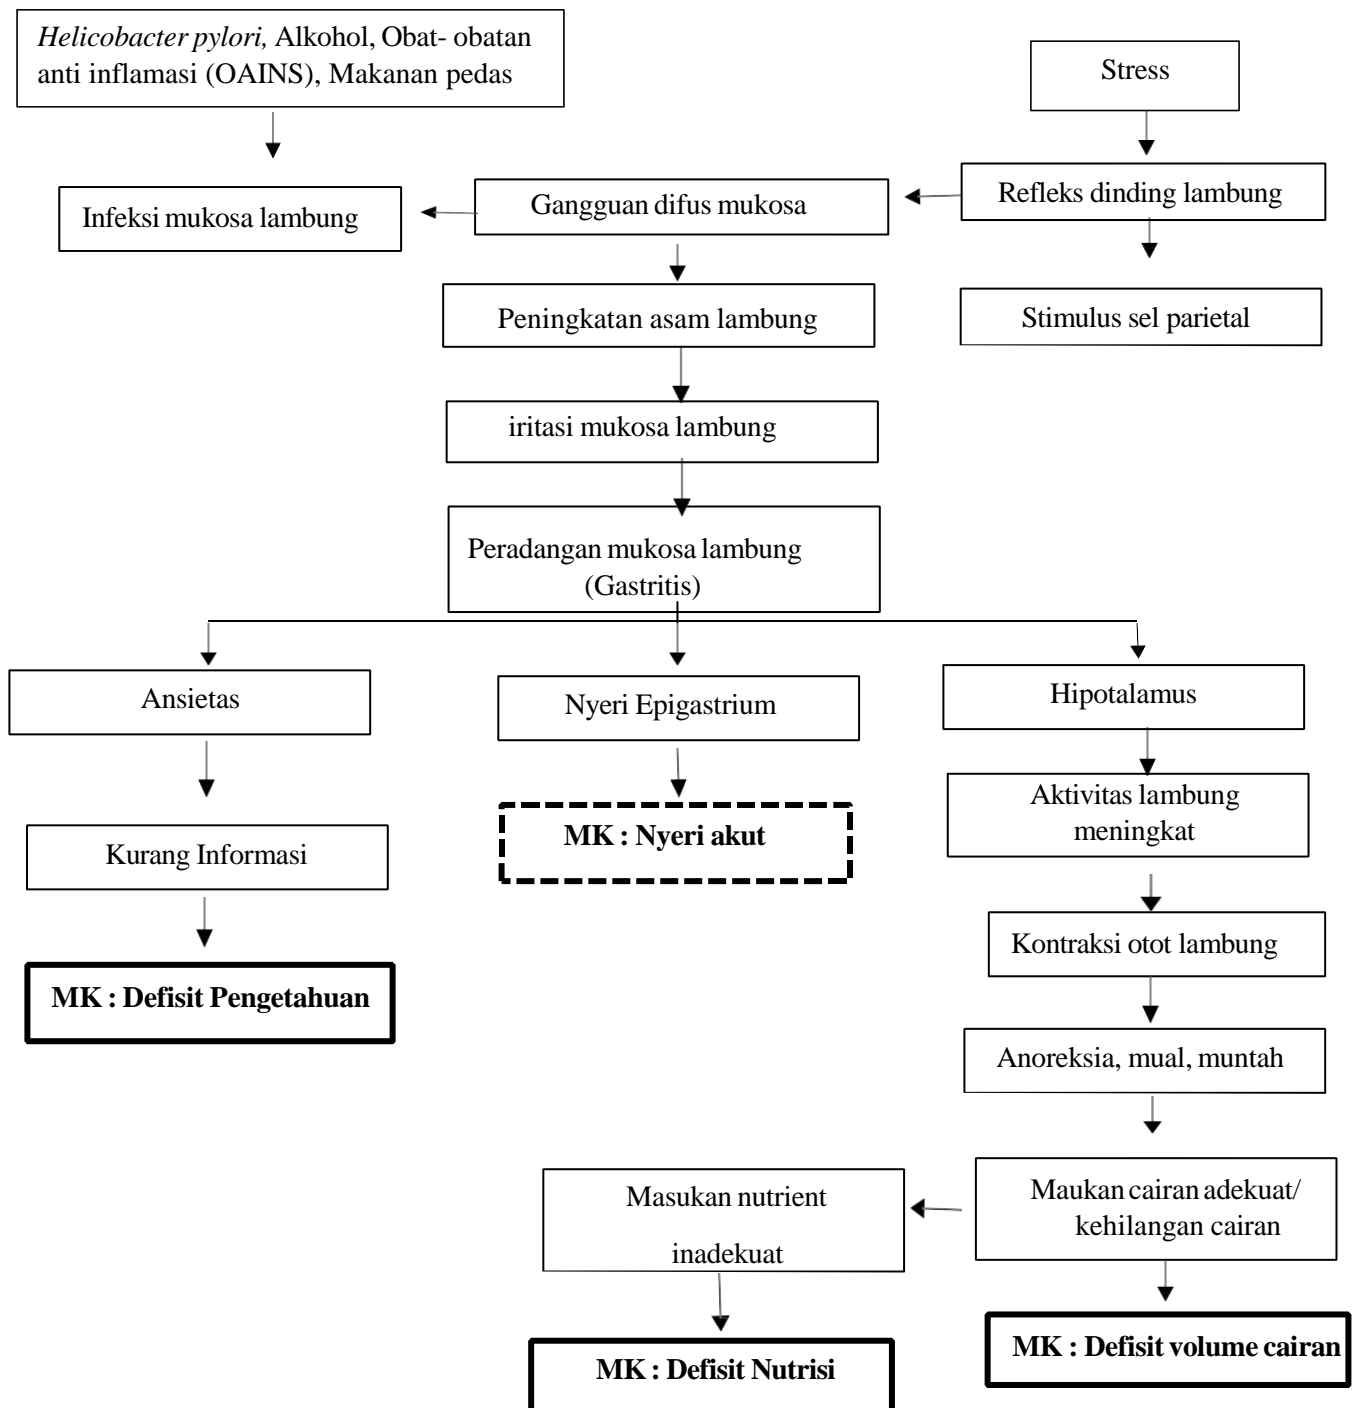 Helicobacter pylori, Alkohol, Obat- obatan
anti inflamasi (OAINS), Makanan pedas
Stress
Infeksi mukosa lambung
Gangguan difus mukosa
Refleks dinding lambung
Peningkatan asam lambung
Stimulus sel parietal
iritasi mukosa lambung
Peradangan mukosa lambung
(Gastritis)
Ansietas
Nyeri Epigastrium
Hipotalamus
Aktivitas lambung
meningkat
Kurang Informasi
MK : Nyeri akut
Kontraksi otot lambung
MK : Defisit Pengetahuan
Anoreksia, mual, muntah
Masukan nutrient
inadekuat
Maukan cairan adekuat/
kehilangan cairan
MK : Defisit Nutrisi
MK : Defisit volume cairan